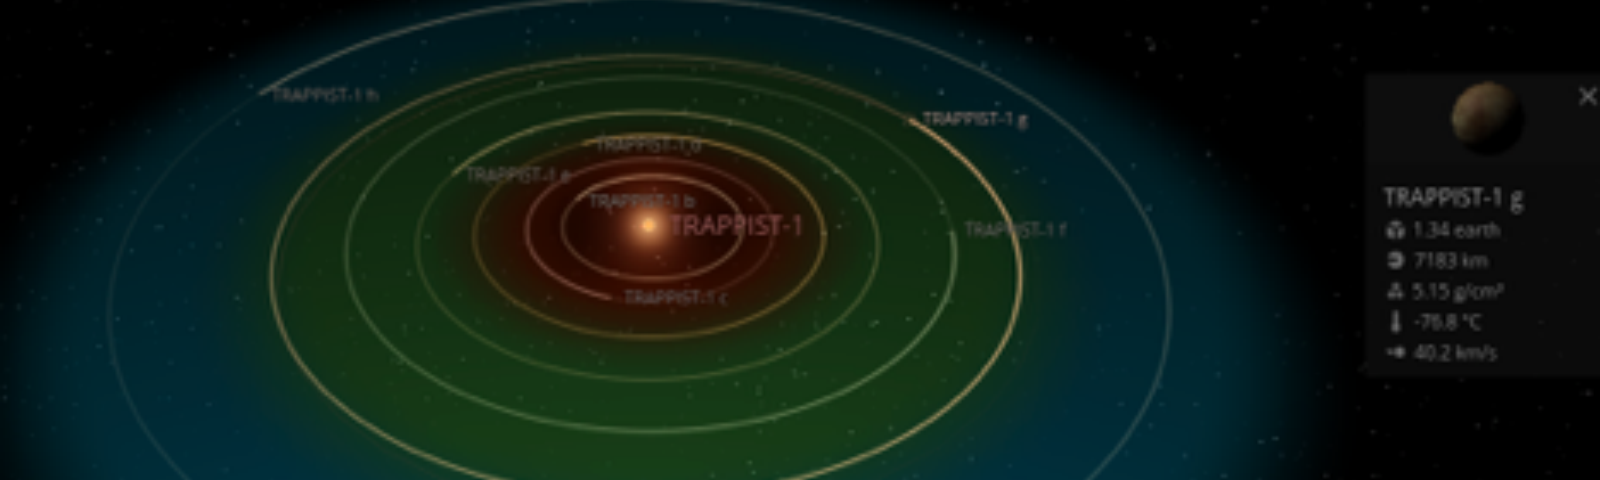 TRAPPIST-1 h
TRAPPIST-1 g
TRAPPIST-1 d
TRAPPIST-1 e
TRAPPIST-1 b
TRAPPIST-1
TRAPPIST-1 f
TRAPPIST-1 c
TRAPPIST-1 g
1.34 earth
7183 km
5.15 g/cm³
-76.8 °C
40.2 km/s